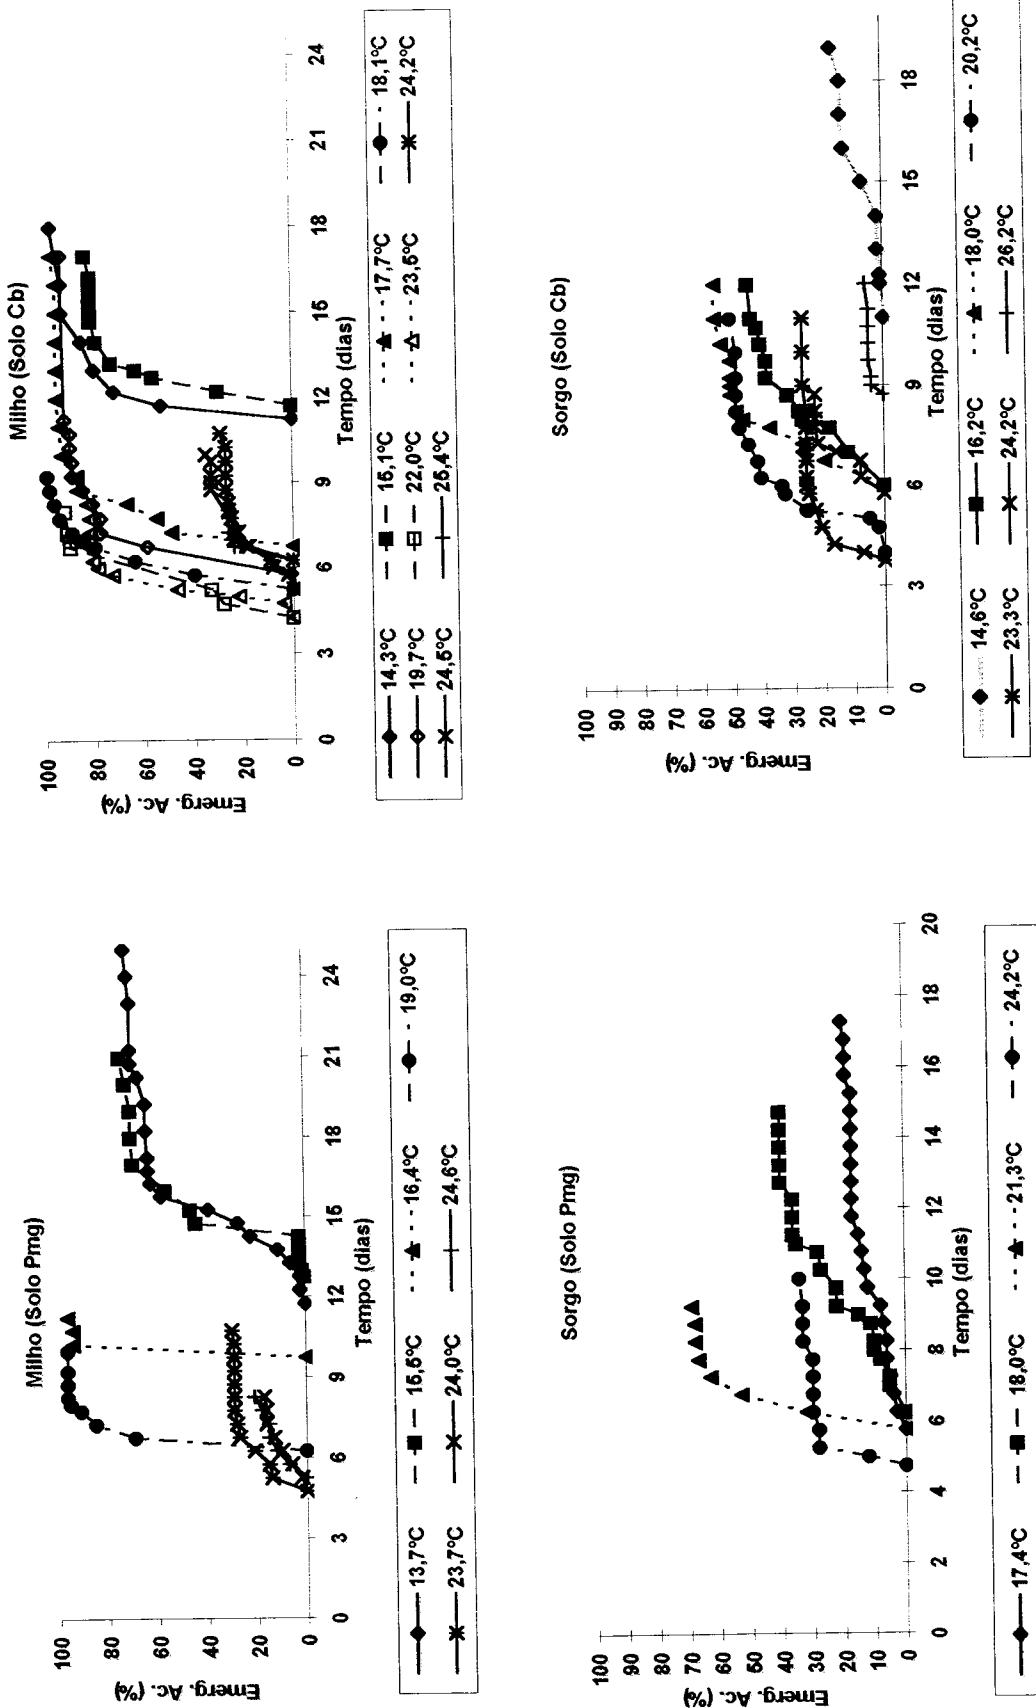 Milho (Solo Pmg)
Emerg. Ac. (%)
100
80
60
40
20
0
0 3 6 9 12 15 18 21 24
Tempo (dias)
13,7°C 15,5°C 16,4°C 19,0°C
23,7°C 24,0°C 24,6°C
Milho (Solo Cb)
Emerg. Ac. (%)
100
80
60
40
20
0
0 3 6 9 12 15 18 21 24
Tempo (dias)
14,3°C 15,1°C 17,7°C 18,1°C
19,7°C 22,0°C 23,5°C 24,2°C
24,5°C 25,4°C
Sorgo (Solo Pmg)
Emerg. Ac. (%)
100
90
80
70
60
50
40
30
20
10
0
0 2 4 6 8 10 12 14 16 18 20
Tempo (dias)
17,4°C 18,0°C 21,3°C 24,2°C
Sorgo (Solo Cb)
Emerg. Ac. (%)
100
90
80
70
60
50
40
30
20
10
0
0 3 6 9 12 15 18
Tempo (dias)
14,6°C 16,2°C 18,0°C 20,2°C
23,3°C 24,2°C 26,2°C